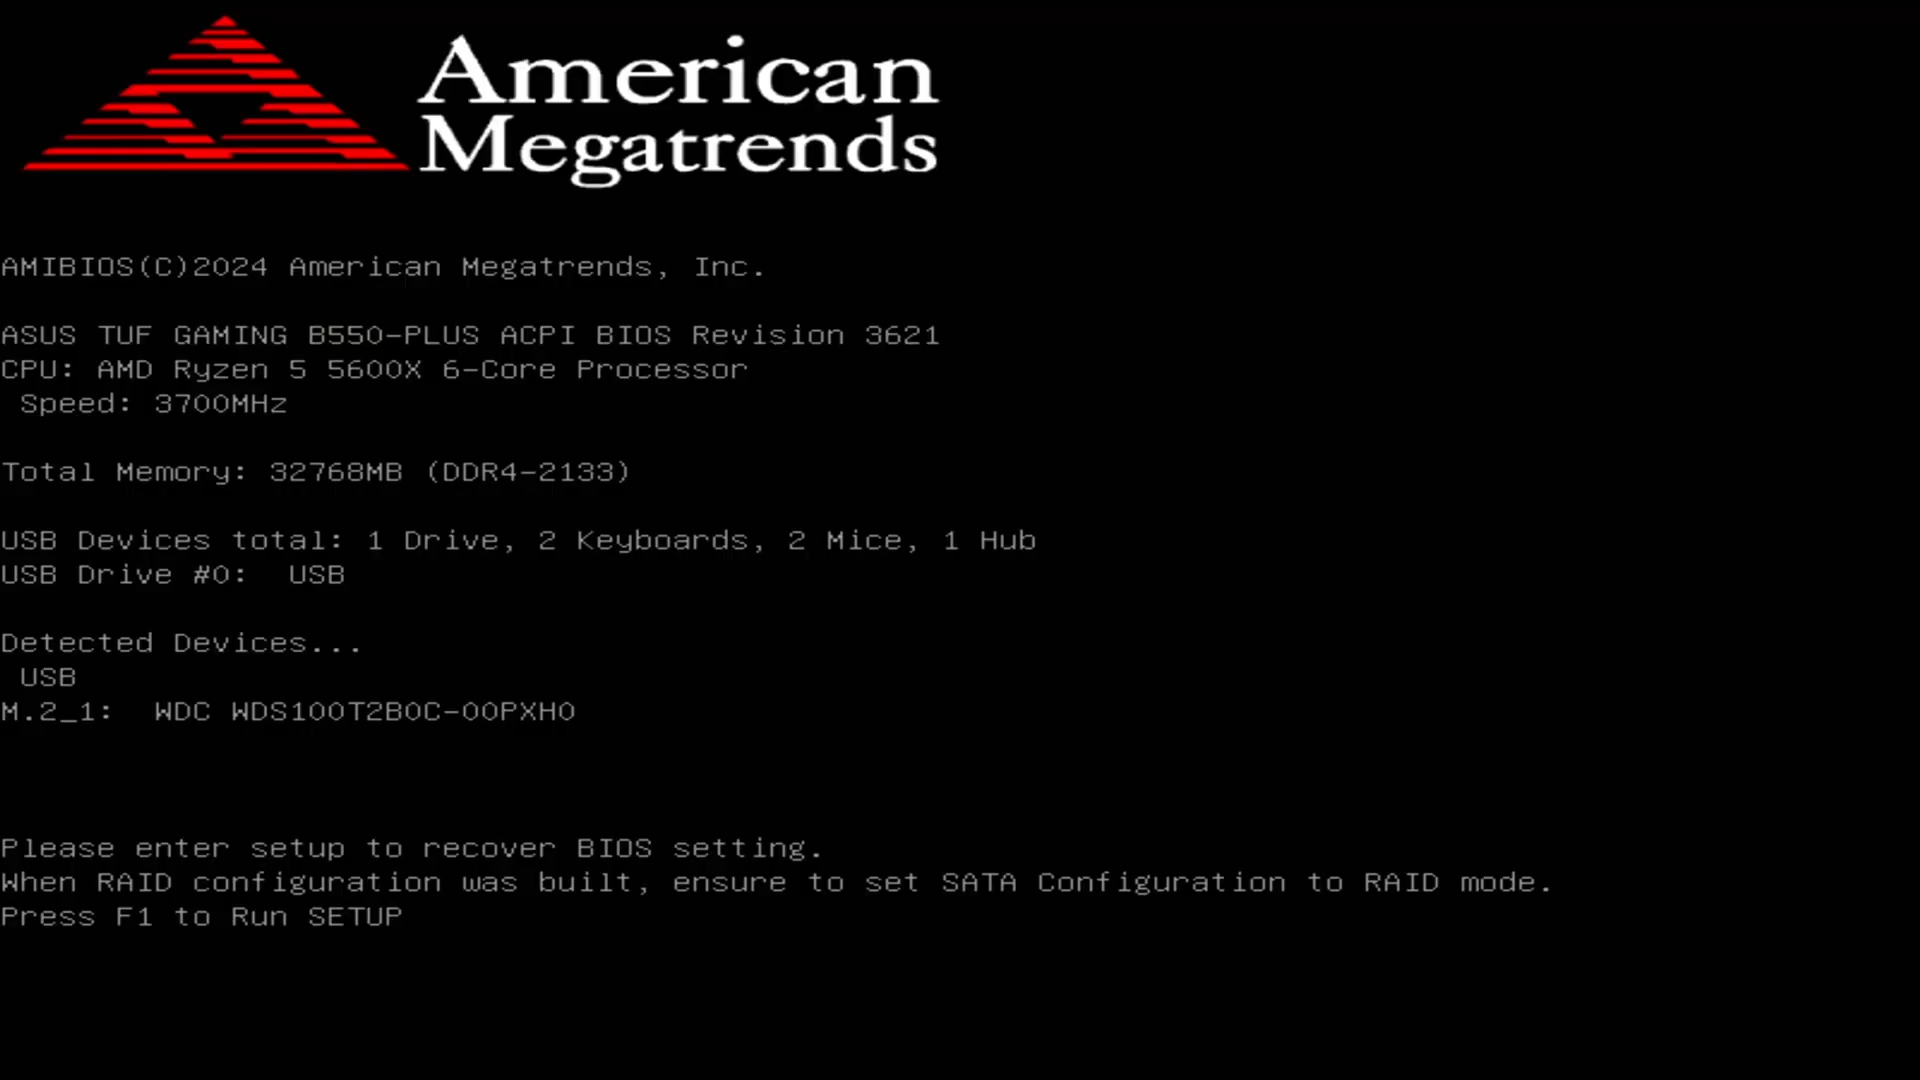 American
Megatrends
AMIBIOS(C)2024 American Megatrends, Inc.
ASUS TUF GAMING B550-PLUS ACPI BIOS Revision 3621
CPU: AMD Ryzen 5 5600X 6-Core Processor
Speed: 3700MHz
Total Memory: 32768MB (DDR4-2133)
USB Devices total: 1 Drive, 2 Keyboards, 2 Mice, 1 Hub
USB Drive #0: USB
Detected Devices...
USB
M.2_1: WDC WDS100T2B0C-00PXH0
Please enter setup to recover BIOS setting.
When RAID configuration was built, ensure to set SATA Configuration to RAID mode.
Press F1 to Run SETUP